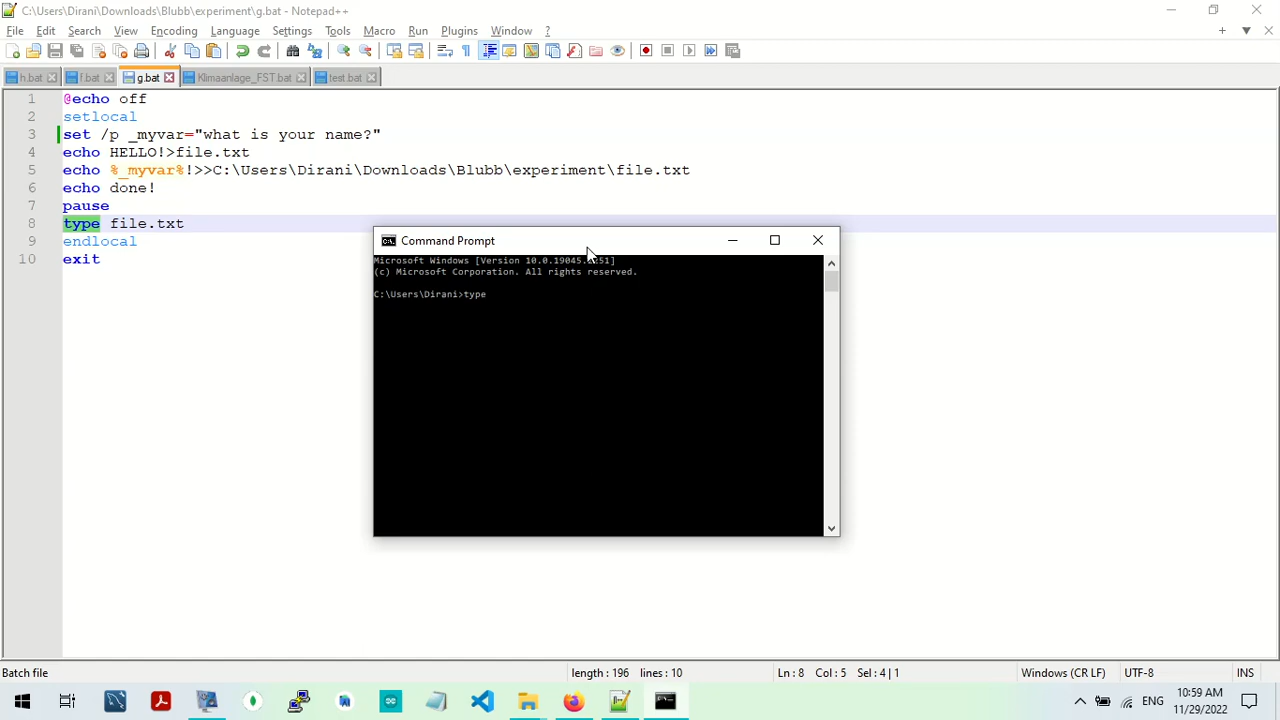 C:\Users\Dirani\Downloads\Blubb\experiment\g.bat - Notepad++
File Edit Search View Encoding Language Settings Tools Macro Run Plugins Window ?
h.bat f.bat g.bat Klimaanlage_FST.bat test.bat
1 @echo off
2 setlocal
3 set /p _myvar="what is your name?"
4 echo HELLO!>file.txt
5 echo %_myvar%!>>C:\Users\Dirani\Downloads\Blubb\experiment\file.txt
6 echo done!
7 pause
8 type file.txt
9 endlocal
10 exit
Command Prompt
Microsoft Windows [Version
(c) Microsoft Corporation. All rights reserved.
C:\Users\Dirani>type
Batch file length : 196 lines : 10 Ln : 8 Col : 5 Sel : 4 | 1 Windows (CR LF) UTF-8 INS
ENG
10:59 AM
11/29/2022